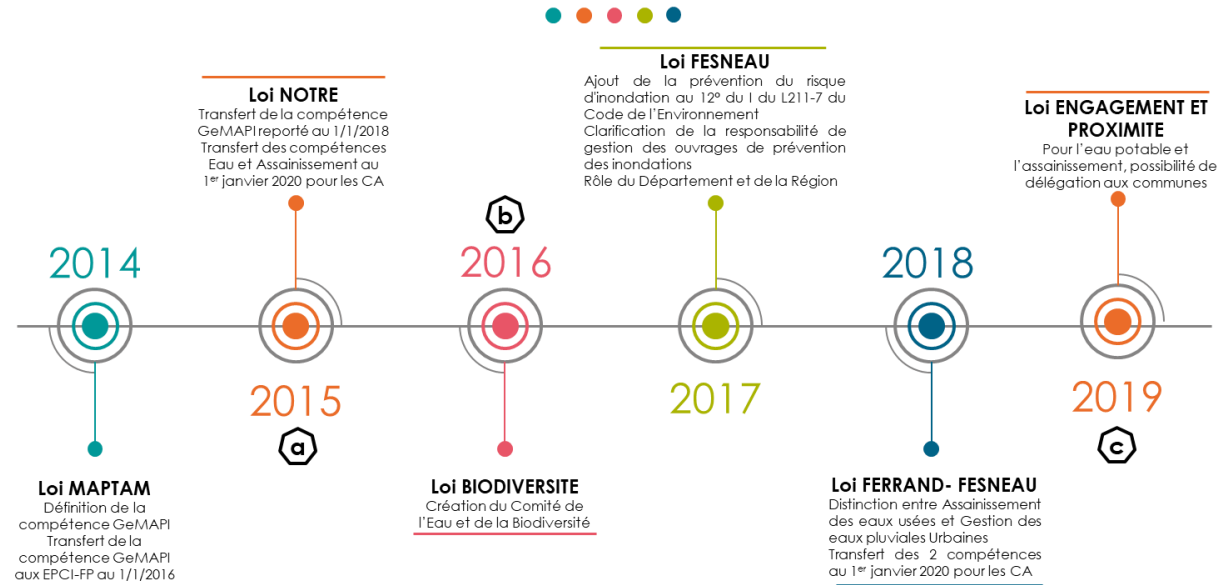 Loi NOTRE
Transfert de la compétence
GeMAPI reporté au 1/1/2018
Transfert des compétences
Eau et Assainissement au
1er janvier 2020 pour les CA
Loi FESNEAU
Ajout de la prévention du risque
d'inondation au 12° du I du L211-7 du
Code de l'Environnement
Clarification de la responsabilité de
gestion des ouvrages de prévention
des inondations
Rôle du Département et de la Région
Loi ENGAGEMENT ET
PROXIMITE
Pour l'eau potable et
l'assainissement, possibilité de
délégation aux communes
b
2014
2016
2018
2015
2017
2019
a
c
Loi MAPTAM
Définition de la
compétence GeMAPI
Transfert de la
compétence GeMAPI
aux EPCI-FP au 1/1/2016
Loi BIODIVERSITE
Création du Comité de
l'Eau et de la Biodiversité
Loi FERRAND- FESNEAU
Distinction entre Assainissement
des eaux usées et Gestion des
eaux pluviales Urbaines
Transfert des 2 compétences
au 1er janvier 2020 pour les CA